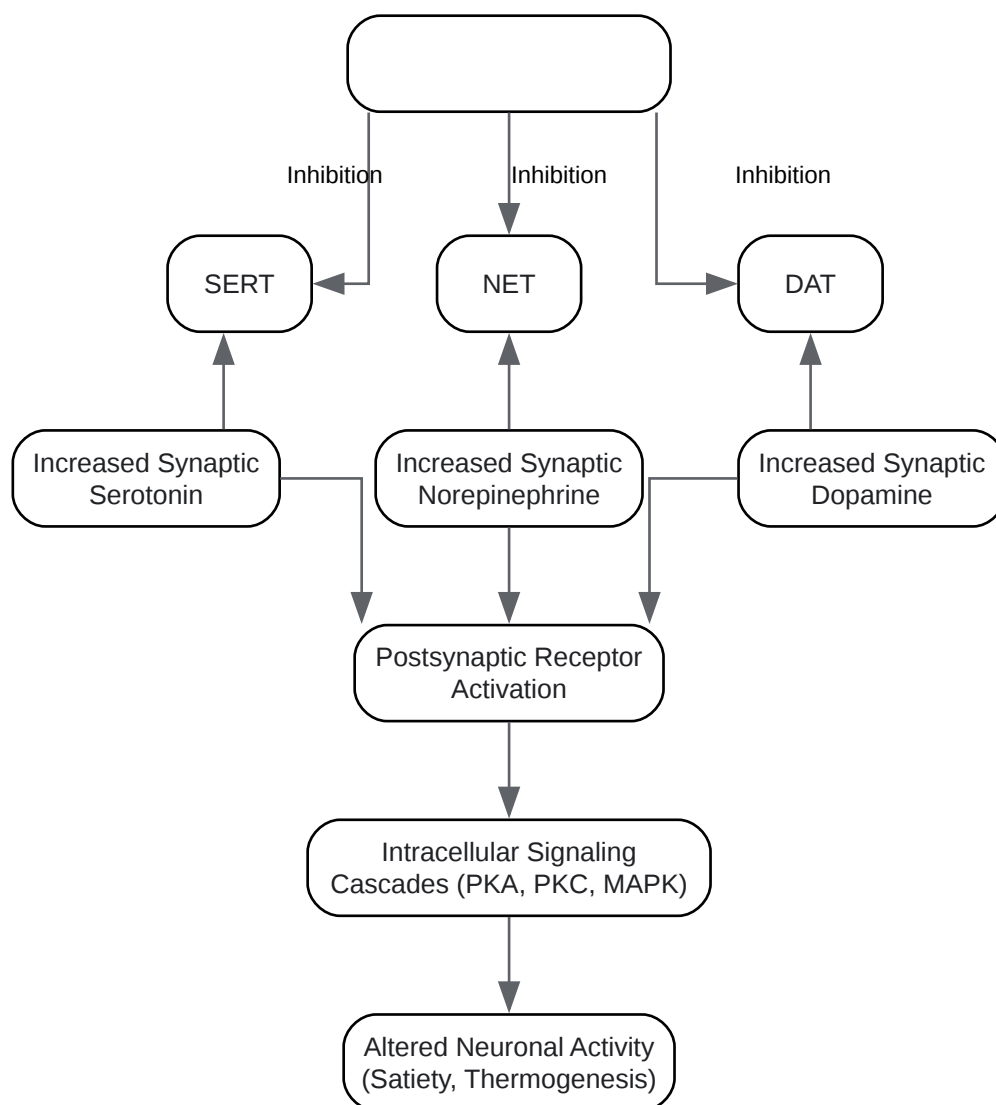 Inhibition
Inhibition
Inhibition
SERT
NET
DAT
Increased Synaptic
Serotonin
Increased Synaptic
Norepinephrine
Increased Synaptic
Dopamine
Postsynaptic Receptor
Activation
Intracellular Signaling
Cascades (PKA, PKC, MAPK)
Altered Neuronal Activity
(Satiety, Thermogenesis)